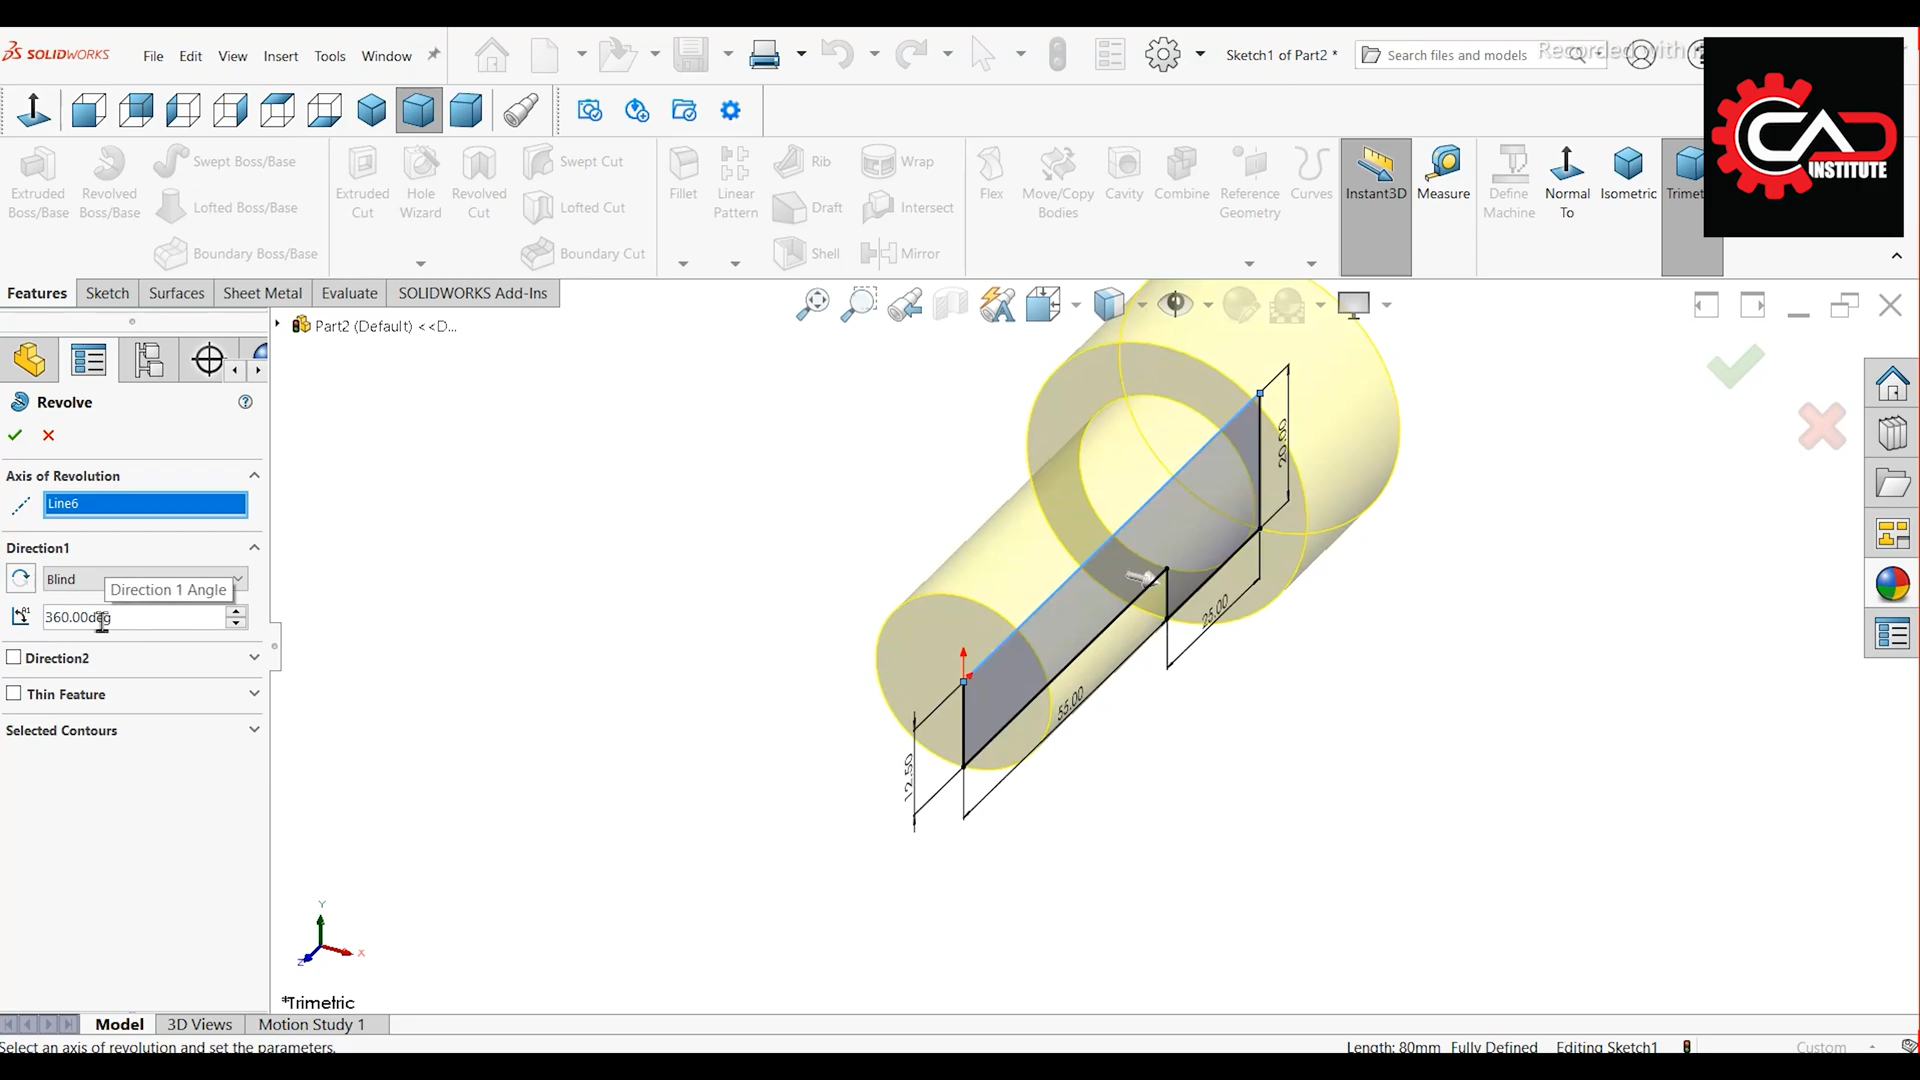 SOLIDWORKS
File Edit View Insert Tools Window
Sketch1 of Part2 *
Search files and models
Recorded with
CAD
INSTITUTE
Extruded Boss/Base
Revolved Boss/Base
Swept Boss/Base
Lofted Boss/Base
Boundary Boss/Base
Extruded Cut
Hole Wizard
Revolved Cut
Swept Cut
Lofted Cut
Boundary Cut
Fillet
Linear Pattern
Rib
Draft
Shell
Wrap
Intersect
Mirror
Flex
Move/Copy Bodies
Cavity
Combine
Reference Geometry
Curves
Instant3D
Measure
Define Machine
Normal To
Isometric
Trimet
Features Sketch Surfaces Sheet Metal Evaluate SOLIDWORKS Add-Ins
Part2 (Default) <<D...
Revolve
Axis of Revolution
Line6
Direction1
Blind
Direction 1 Angle
A1
360.00deg
Direction2
Thin Feature
Selected Contours
20.00
25.00
55.00
12.50
Y
X
Z
*Trimetric
Model 3D Views Motion Study 1
Select an axis of revolution and set the parameters.
Length: 80mm Fully Defined Editing Sketch1 Custom